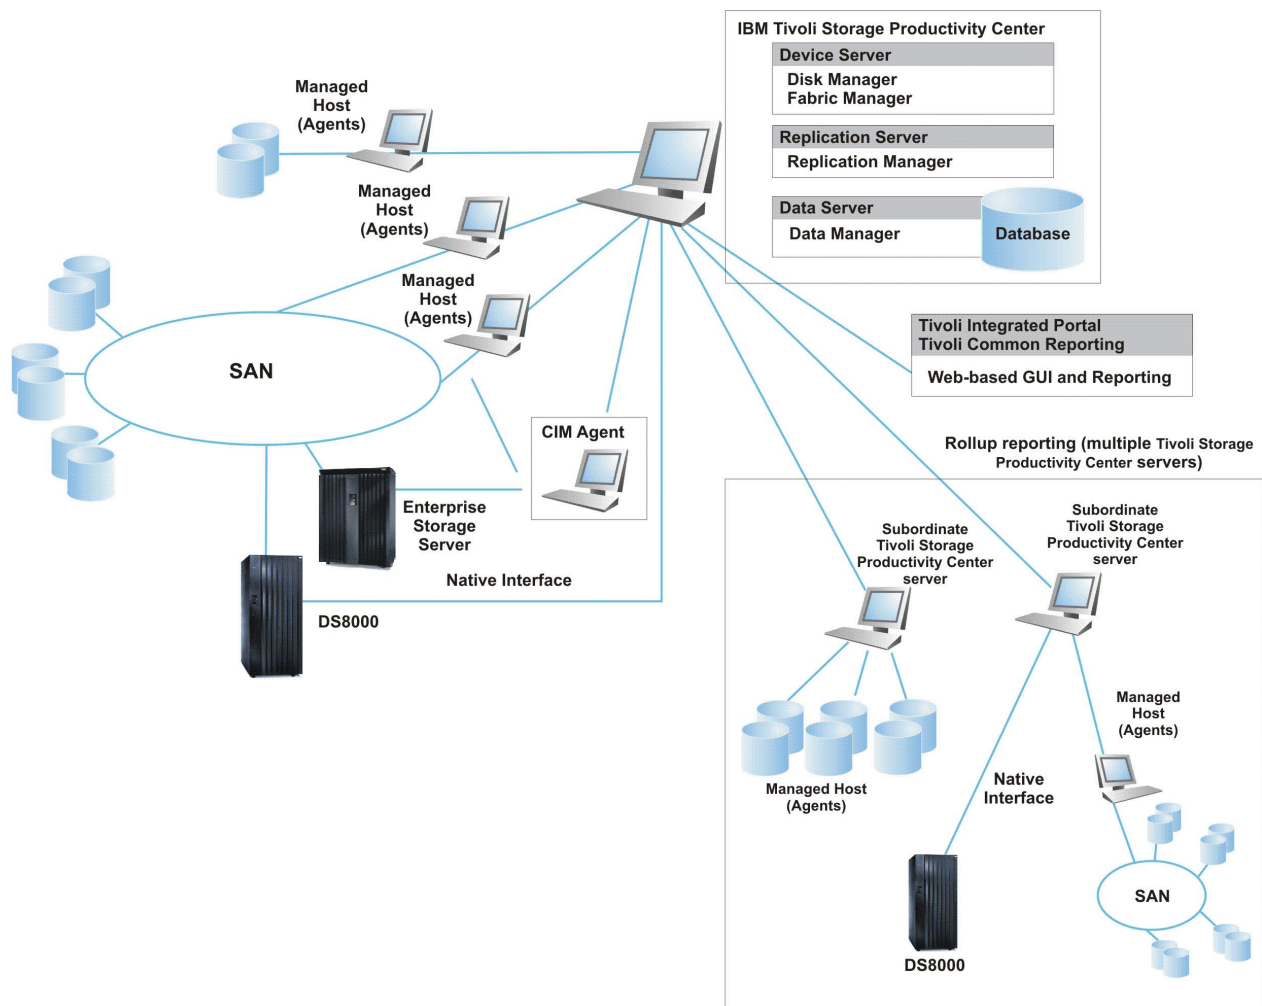 IBM Tivoli Storage Productivity Center
Device Server
Disk Manager
Fabric Manager
Replication Server
Replication Manager
Data Server
Data Manager
Database
Managed
Host
(Agents)
Managed
Host
(Agents)
Managed
Host
(Agents)
SAN
Tivoli Integrated Portal
Tivoli Common Reporting
Web-based GUI and Reporting
CIM Agent
Enterprise
Storage
Server
Native Interface
DS8000
Rollup reporting (multiple Tivoli Storage
Productivity Center servers)
Subordinate
Tivoli Storage
Productivity Center
server
Subordinate
Tivoli Storage
Productivity Center
server
Managed Host
(Agents)
Native
Interface
Managed
Host
(Agents)
SAN
DS8000